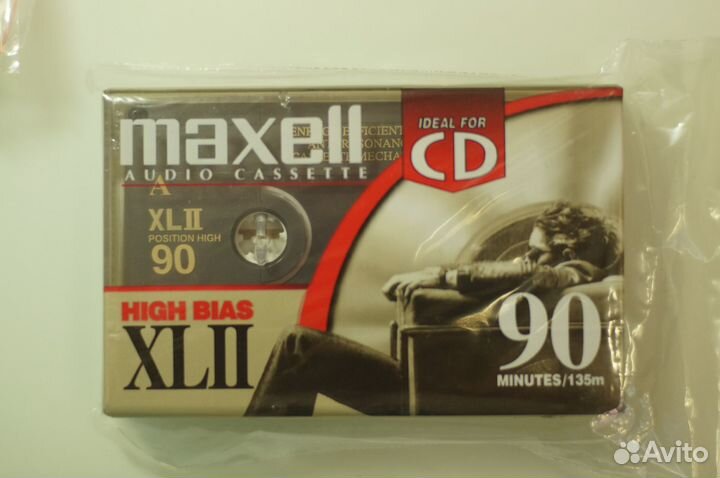 maxell
AUDIO CASSETTE
IDEAL FOR
CD
A
XLII
POSITION HIGH
90
HIGH BIAS
XLII
90
MINUTES/135m
Avito